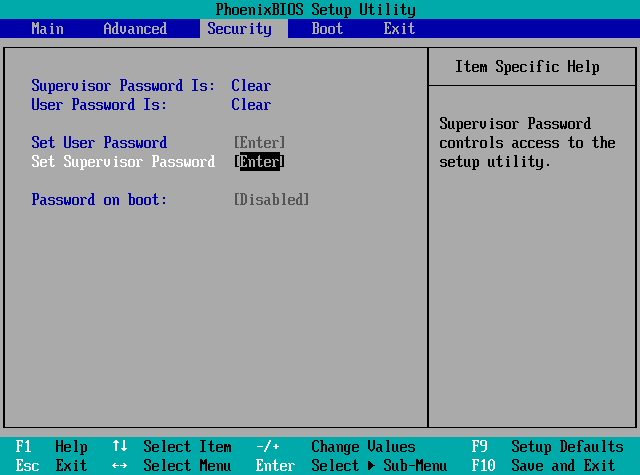 PhoenixBIOS Setup Utility
Main Advanced Security Boot Exit
Item Specific Help
Supervisor Password Is: Clear
User Password Is: Clear
Set User Password [Enter]
Set Supervisor Password [Enter]
Password on boot: [Disabled]
Supervisor Password
controls access to the
setup utility.
F1 Help ↑↓ Select Item -/+ Change Values F9 Setup Defaults
Esc Exit ↔ Select Menu Enter Select ▶ Sub-Menu F10 Save and Exit